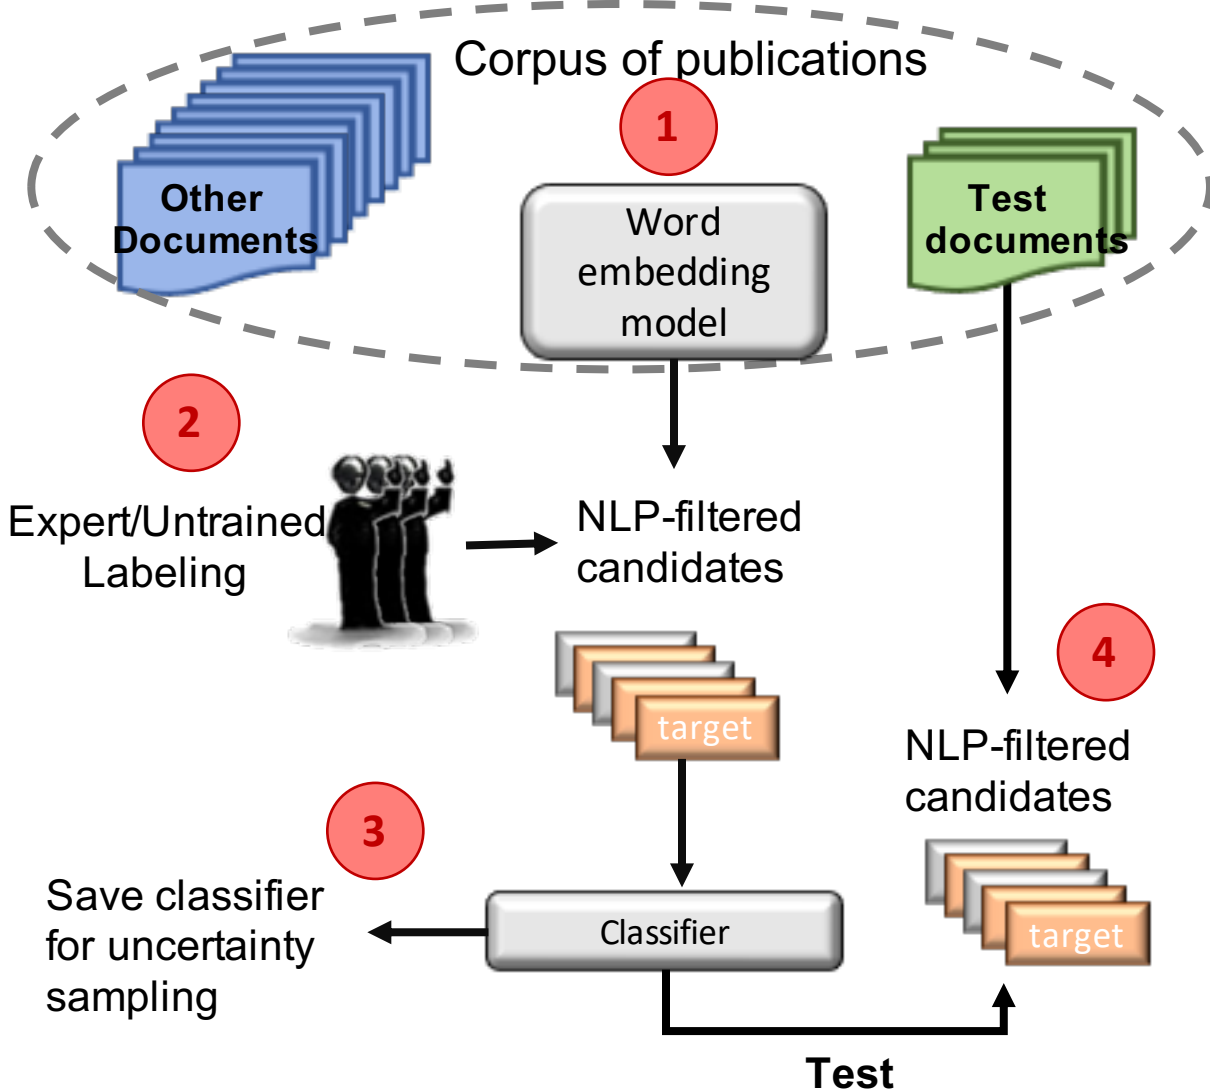 Corpus of publications
1
Other
Documents
Word
embedding
model
Test
documents
2
Expert/Untrained
Labeling
NLP-filtered
candidates
target
4
NLP-filtered
candidates
target
3
Save classifier
for uncertainty
sampling
Classifier
Test